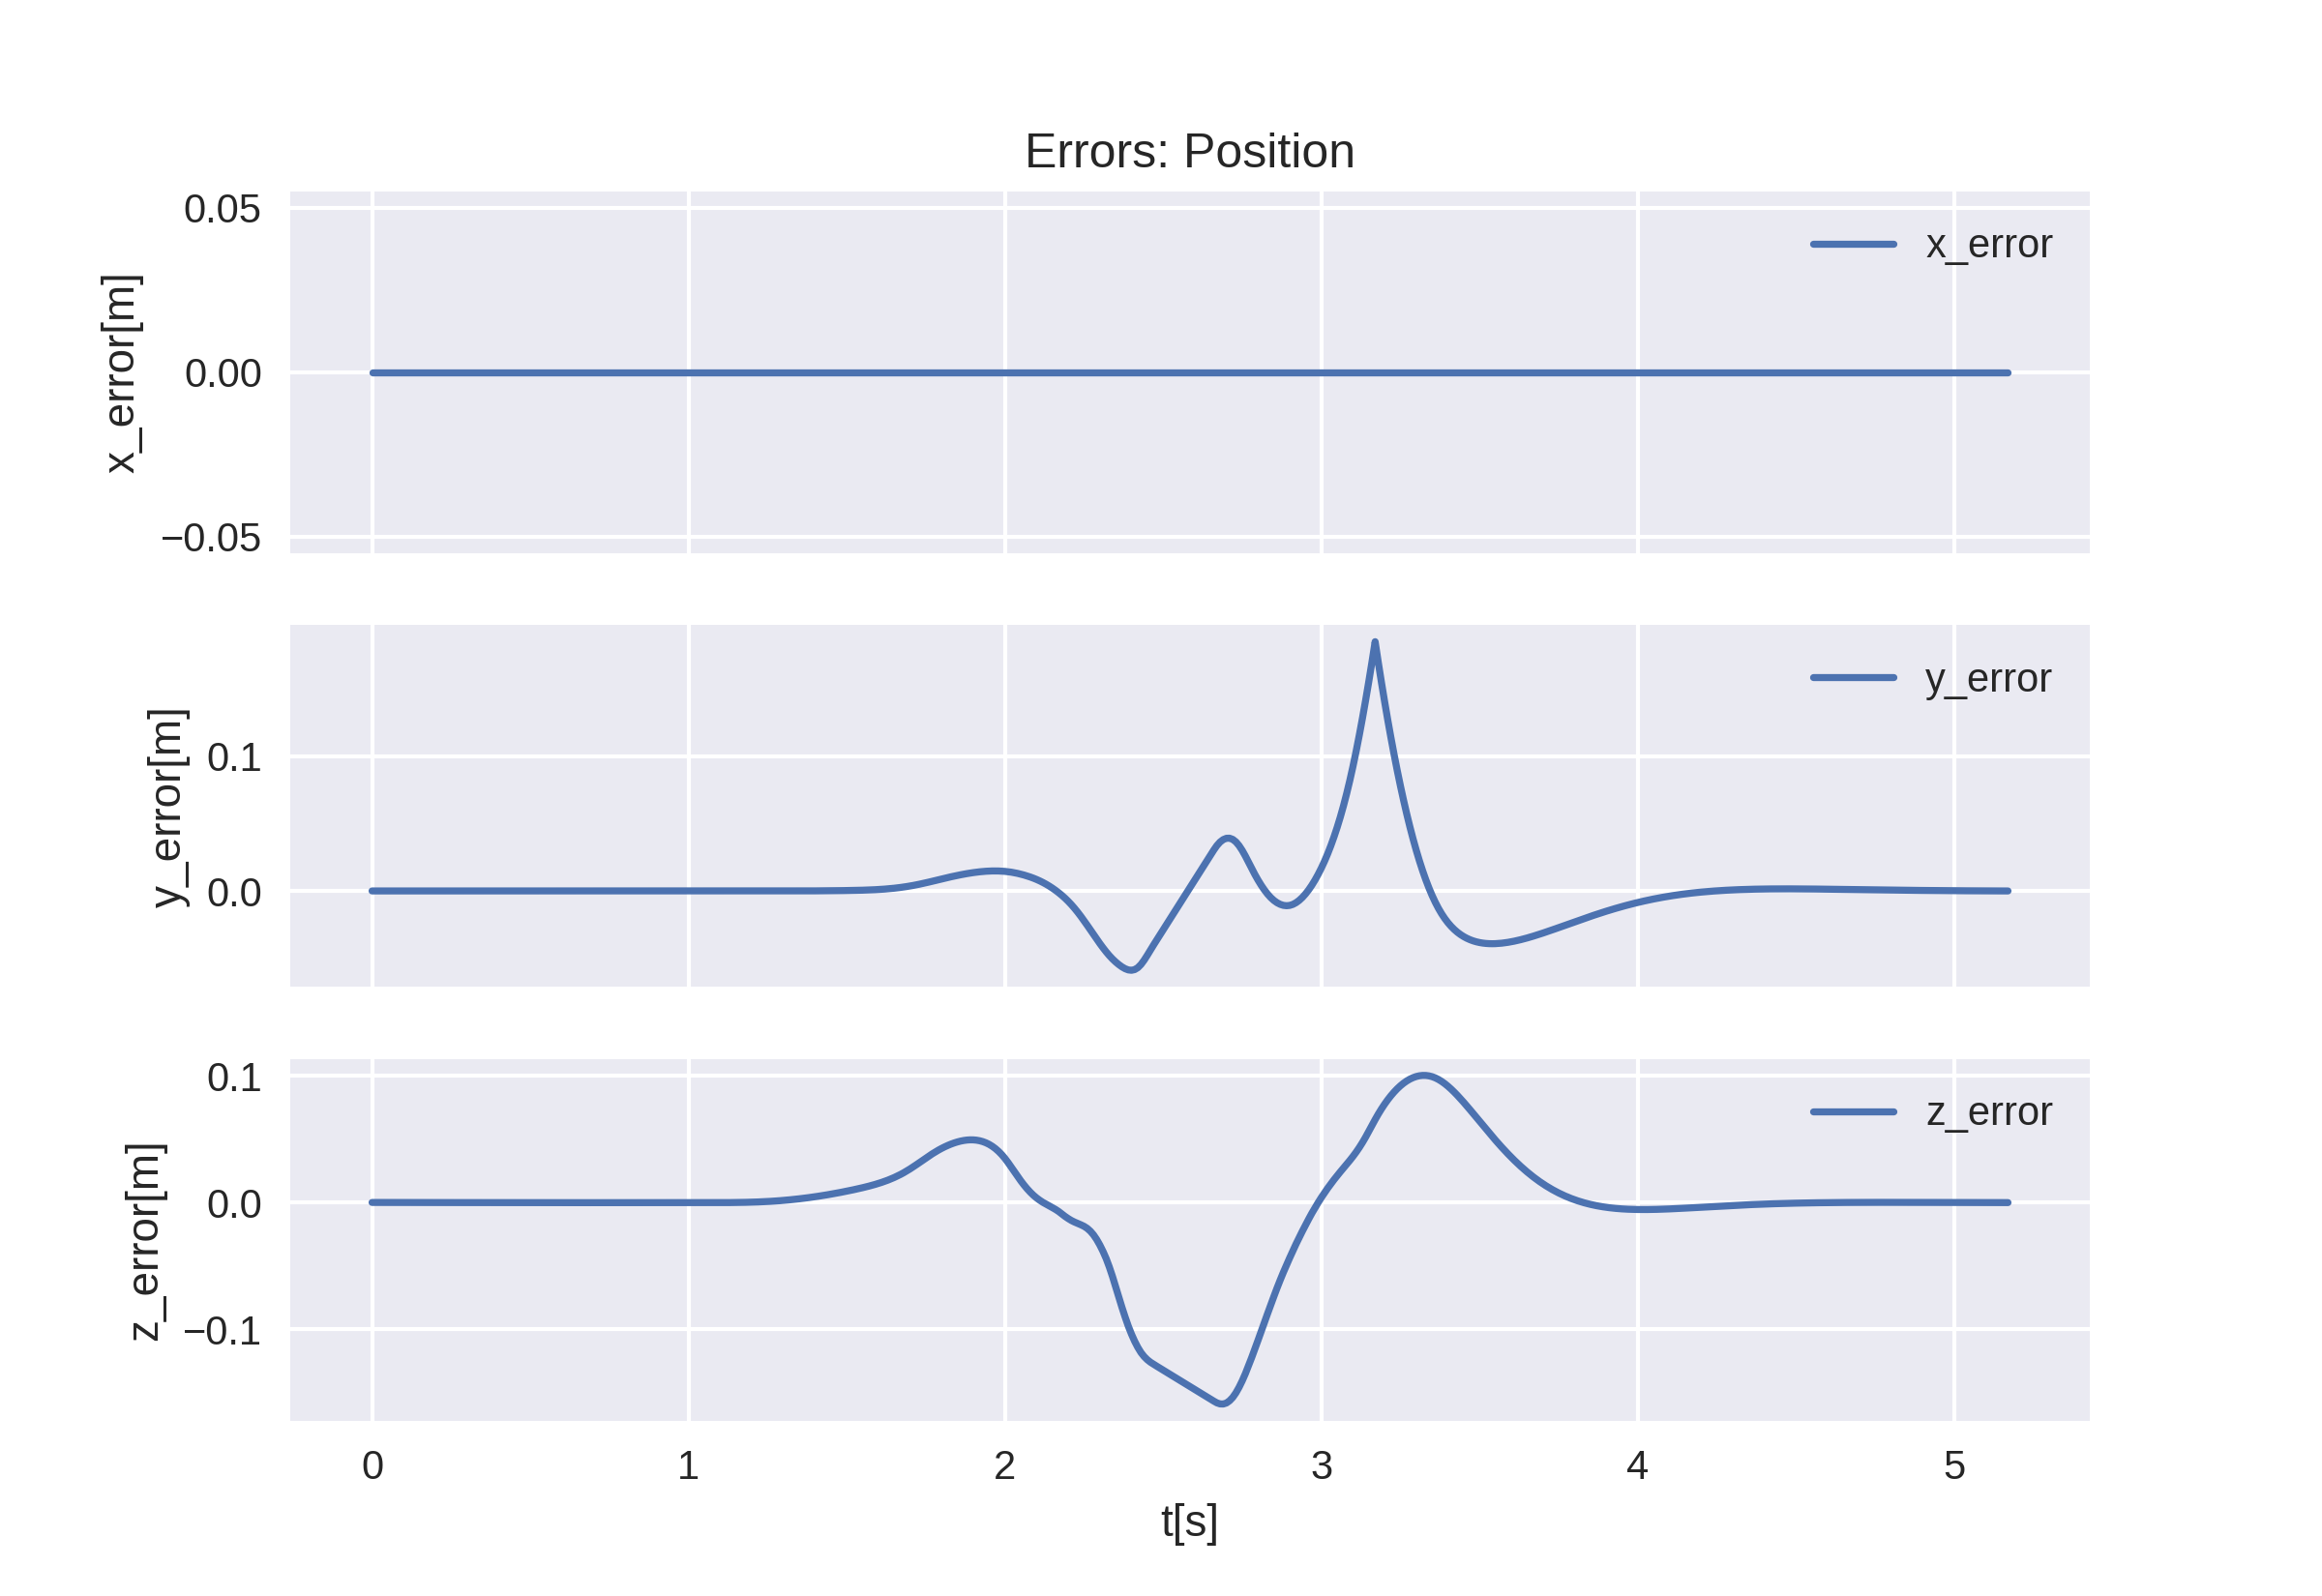 Errors: Position
0.05
0.00
−0.05
x_error[m]
x_error
0.1
0.0
y_error[m]
y_error
0.1
0.0
−0.1
z_error[m]
z_error
0 1 2 3 4 5
t[s]